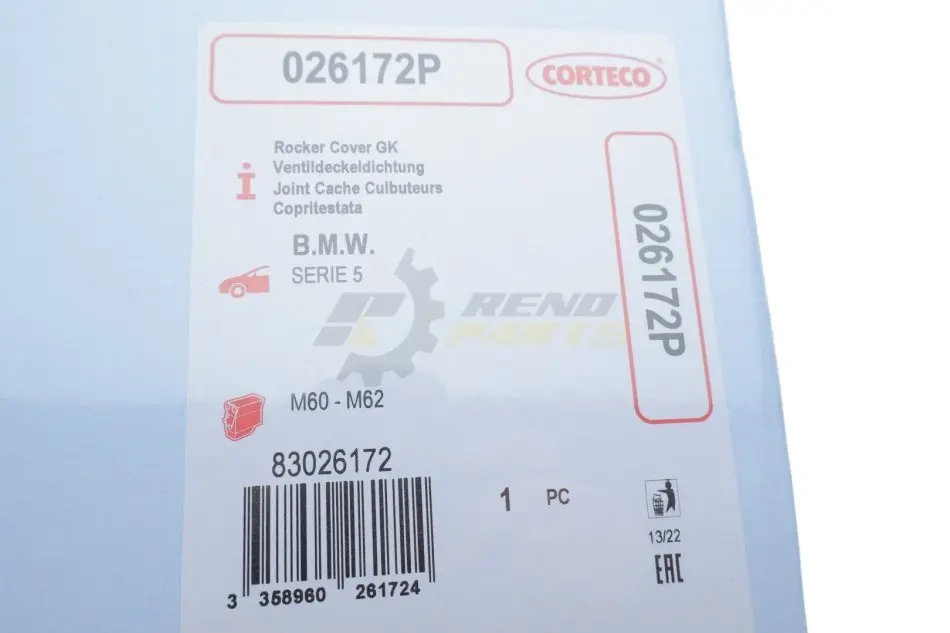 026172P
CORTECO
Rocker Cover GK
Ventildeckeldichtung
Joint Cache Culbuteurs
Copritestata
B.M.W.
SERIE 5
026172P
RENO
PARTS
M60 - M62
83026172
1 PC
13/22
EAC
3 358960 261724